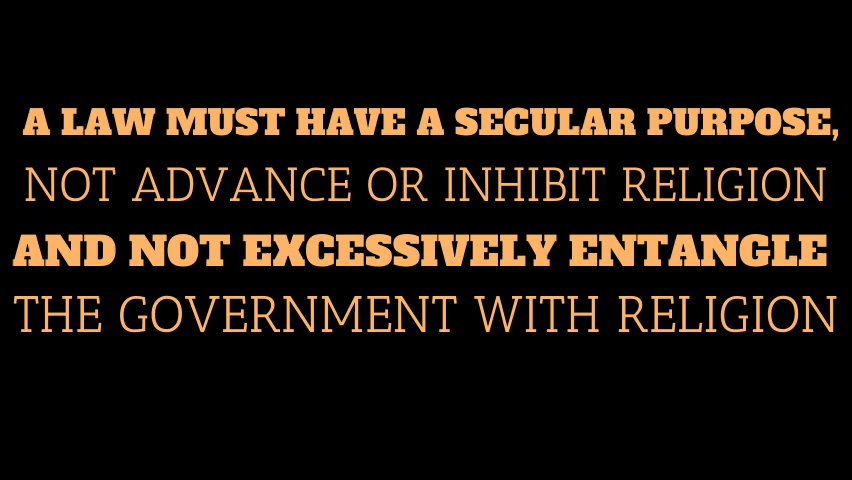 A LAW MUST HAVE A SECULAR PURPOSE,
NOT ADVANCE OR INHIBIT RELIGION
AND NOT EXCESSIVELY ENTANGLE
THE GOVERNMENT WITH RELIGION